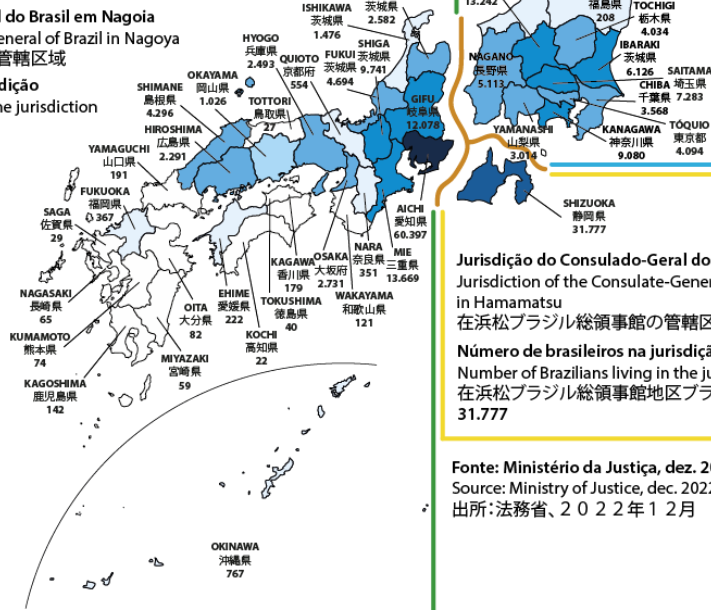 l do Brasil em Nagoia
eneral of Brazil in Nagoya
管轄区域
dição
he jurisdiction
ISHIKAWA
茨城県
1.476
茨城県
2.582
HYOGO
兵庫県
2.493
QUIOTO
京都府
554
FUKUI
茨城県
4.694
SHIGA
茨城県
9.741
OKAYAMA
岡山県
1.026
SHIMANE
島根県
4.296
TOTTORI
鳥取県
27
HIROSHIMA
広島県
2.291
YAMAGUCHI
山口県
191
FUKUOKA
福岡県
367
SAGA
佐賀県
29
NAGASAKI
長崎県
65
KUMAMOTO
熊本県
74
KAGOSHIMA
鹿児島県
142
OITA
大分県
82
MIYAZAKI
宮崎県
59
EHIME
愛媛県
222
KOCHI
高知県
22
KAGAWA
香川県
179
TOKUSHIMA
徳島県
40
OSAKA
大坂府
2.731
WAKAYAMA
和歌山県
121
NARA
奈良県
351
MIE
三重県
13.669
AICHI
愛知県
60.397
GIFU
岐阜県
12.078
OKINAWA
沖縄県
767
13.242
福島県
208
TOCHIGI
栃木県
4.034
IBARAKI
茨城県
6.126
NAGANO
長野県
5.113
SAITAMA
埼玉県
7.283
CHIBA
千葉県
3.568
YAMANASHI
山梨県
3.014
KANAGAWA
神奈川県
9.080
TÓQUIO
東京都
4.094
SHIZUOKA
静岡県
31.777
Jurisdição do Consulado-Geral do
Jurisdiction of the Consulate-Gener
in Hamamatsu
在浜松ブラジル総領事館の管轄区
Número de brasileiros na jurisdiçã
Number of Brazilians living in the ju
在浜松ブラジル総領事館地区ブラ
31.777
Fonte: Ministério da Justiça, dez. 20
Source: Ministry of Justice, dec. 2022
出所：法務省、２０２２年１２月